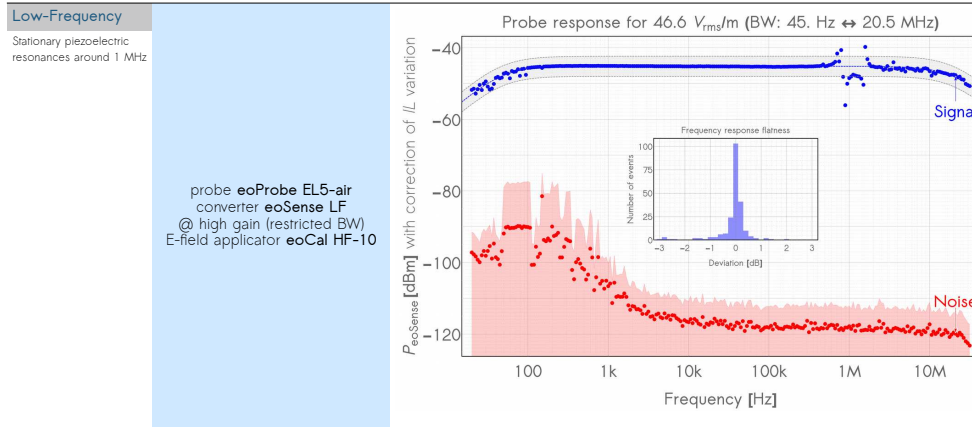 Low-Frequency
Stationary piezoelectric
resonances around 1 MHz
probe eoProbe EL5-air
converter eoSense LF
@ high gain (restricted BW)
E-field applicator eoCal HF-10
Probe response for 46.6 Vrms/m (BW: 45. Hz ↔ 20.5 MHz)
PeoSense [dBm] with correction of IL variation
−40
−60
−80
−100
−120
Signa
Noise
Frequency response flatness
Number of events
100
75
50
25
0
−3 −2 −1 0 1 2 3
Deviation [dB]
100 1k 10k 100k 1M 10M
Frequency [Hz]